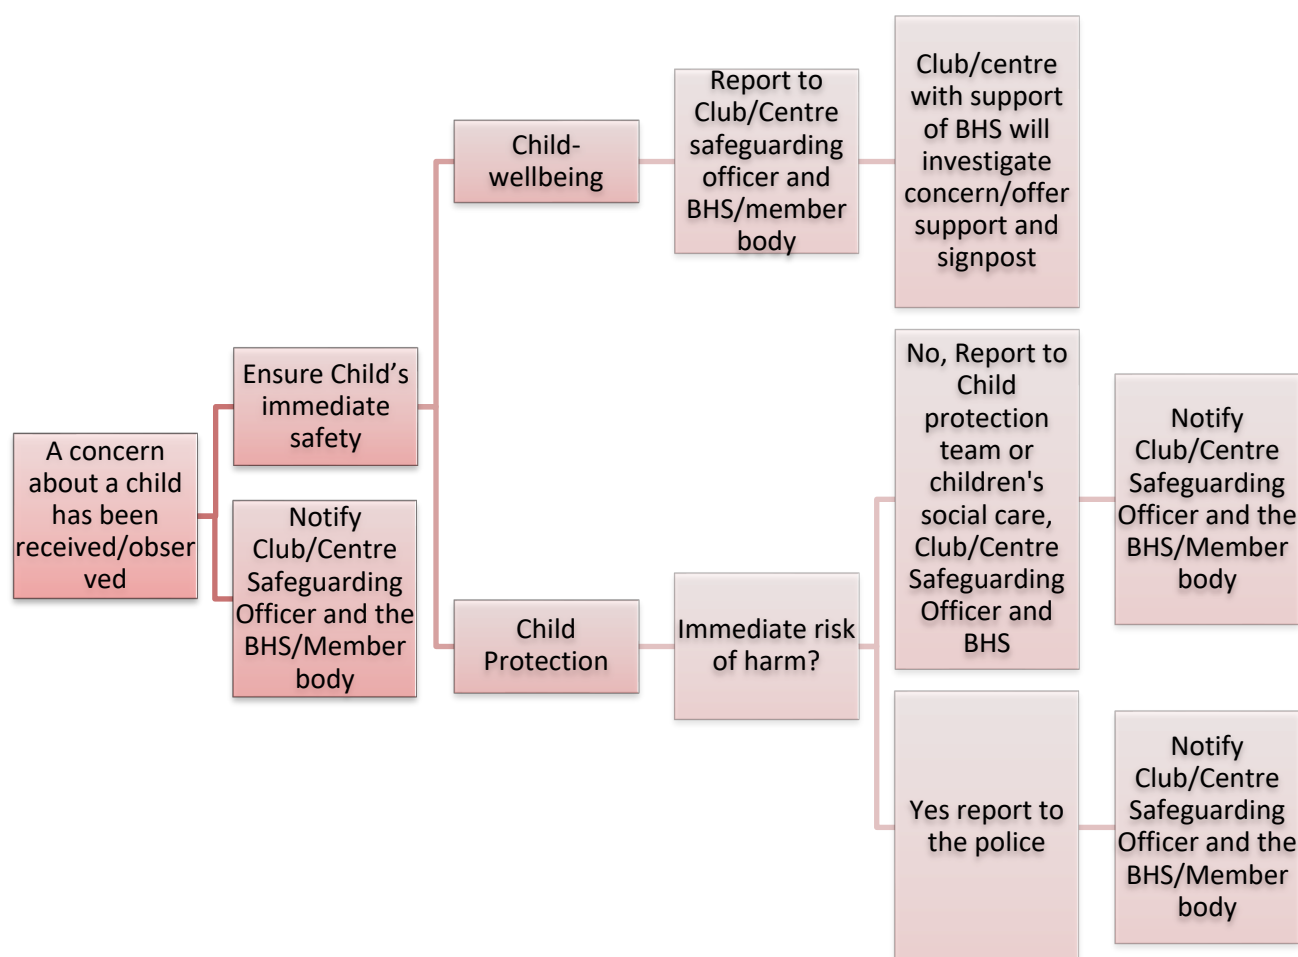 A concern
about a child
has been
received/obser
ved
Ensure Child’s
immediate
safety
Notify
Club/Centre
Safeguarding
Officer and the
BHS/Member
body
Child-
wellbeing
Report to
Club/Centre
safeguarding
officer and
BHS/member
body
Club/centre
with support
of BHS will
investigate
concern/offer
support and
signpost
Child
Protection
Immediate risk
of harm?
No, Report to
Child
protection
team or
children's
social care,
Club/Centre
Safeguarding
Officer and
BHS
Notify
Club/Centre
Safeguarding
Officer and the
BHS/Member
body
Yes report to
the police
Notify
Club/Centre
Safeguarding
Officer and the
BHS/Member
body